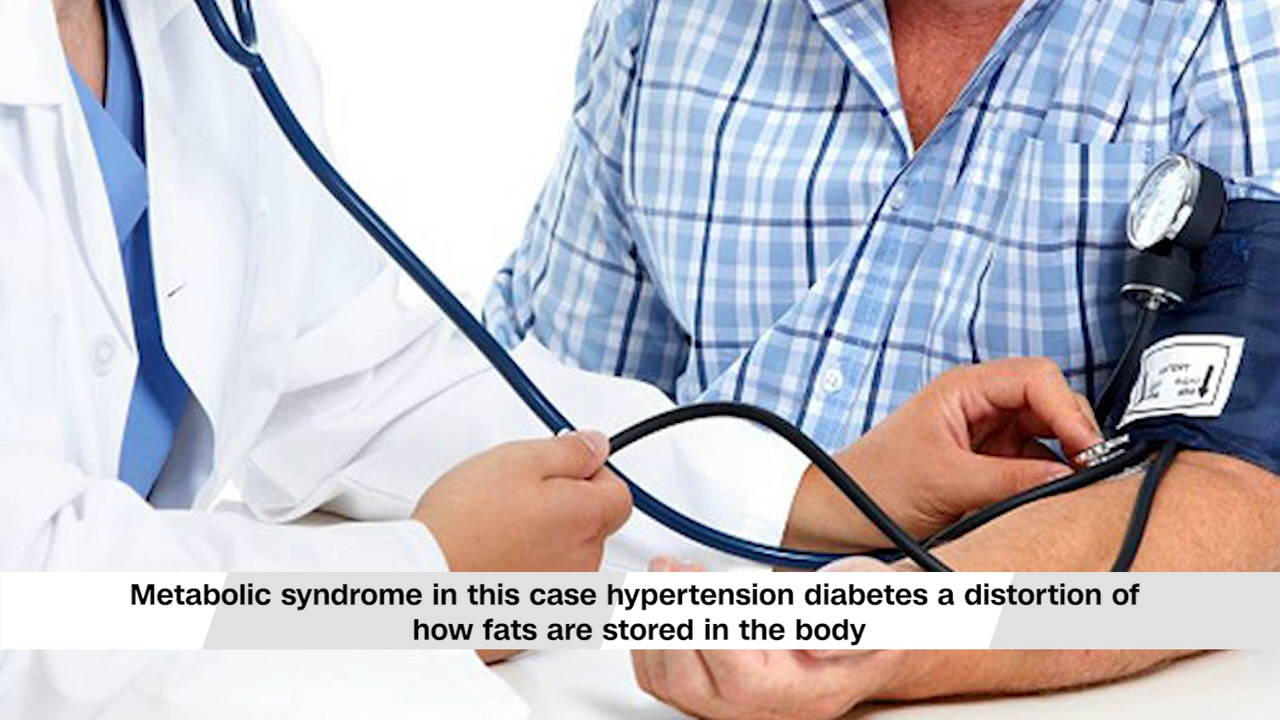 Metabolic syndrome in this case hypertension diabetes a distortion of
how fats are stored in the body